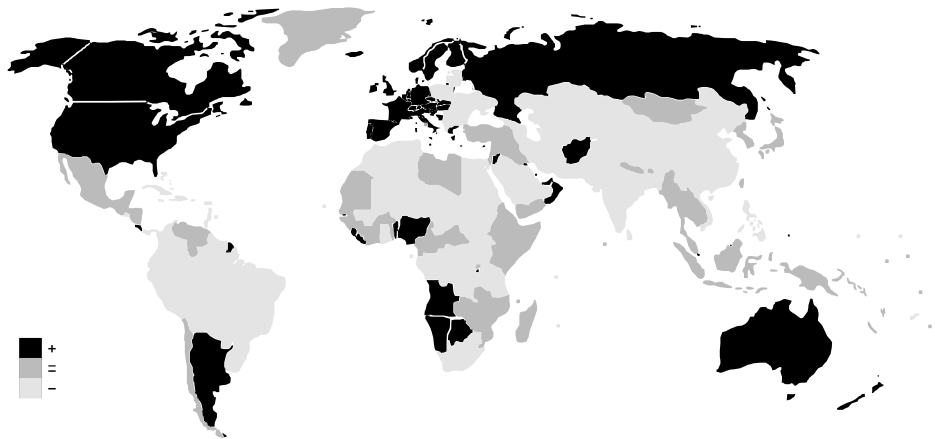 +
=
−